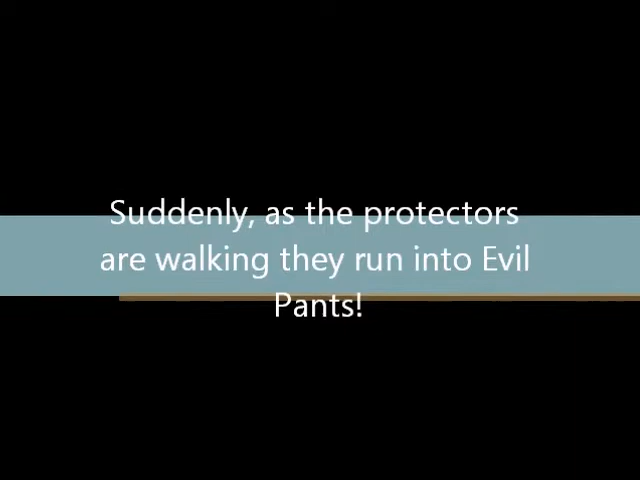 Suddenly, as the protectors
are walking they run into Evil
Pants!